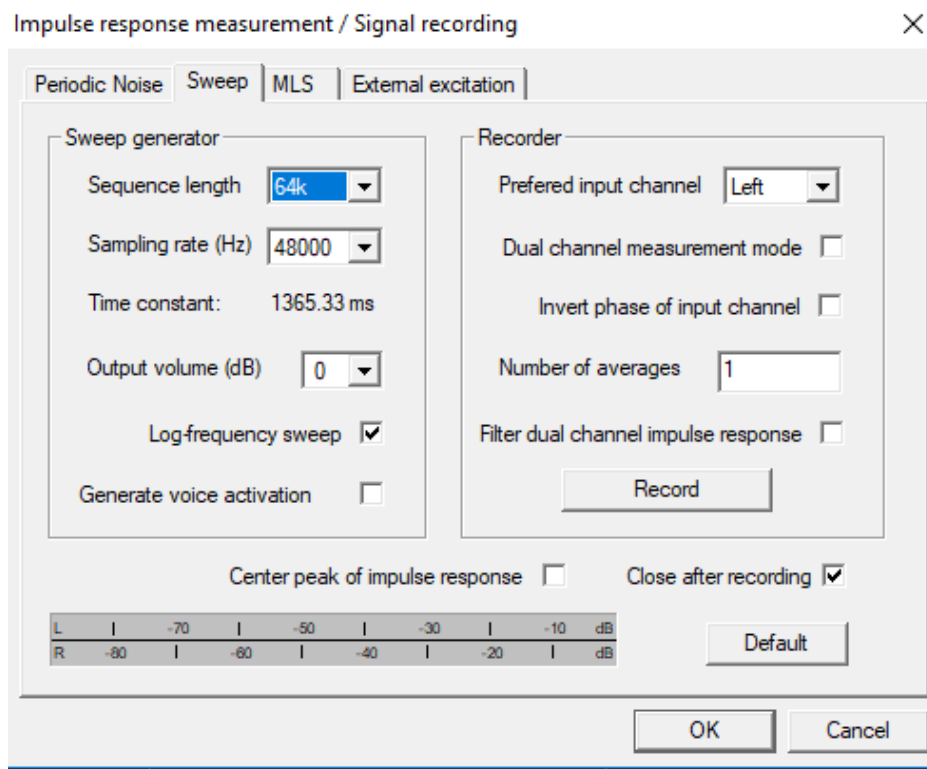 Impulse response measurement / Signal recording
Periodic Noise Sweep MLS External excitation
Sweep generator
Sequence length 64k
Sampling rate (Hz) 48000
Time constant: 1365.33 ms
Output volume (dB) 0
Log-frequency sweep
Generate voice activation
Recorder
Prefered input channel Left
Dual channel measurement mode
Invert phase of input channel
Number of averages 1
Filter dual channel impulse response
Record
Center peak of impulse response Close after recording
L -70 -50 -30 -10 dB
R -80 -60 -40 -20 dB
Default
OK Cancel